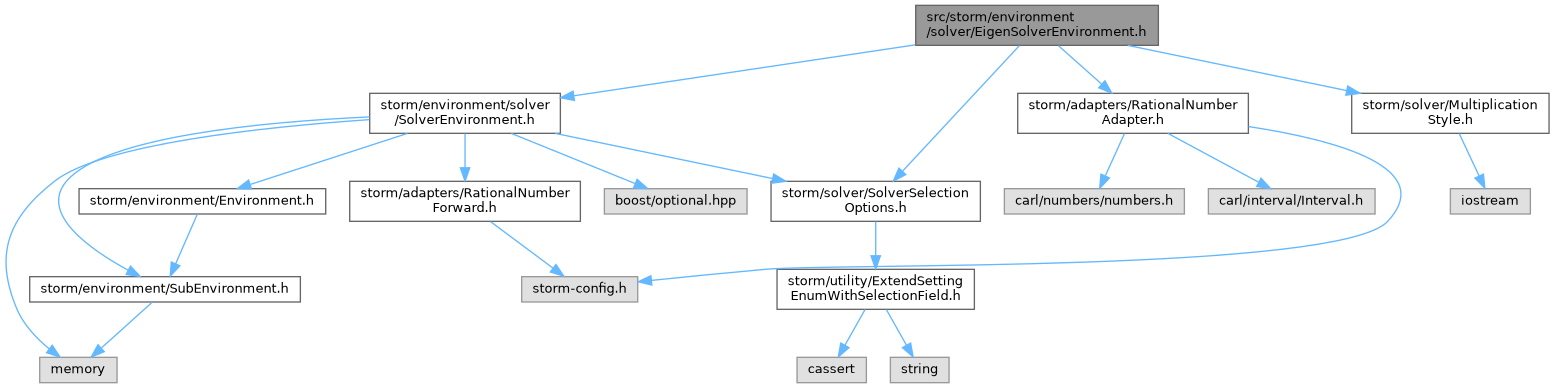 src/storm/environment
/solver/EigenSolverEnvironment.h
storm/environment/solver
/SolverEnvironment.h
storm/adapters/RationalNumber
Adapter.h
storm/solver/Multiplication
Style.h
storm/environment/Environment.h
storm/adapters/RationalNumber
Forward.h
boost/optional.hpp
storm/solver/SolverSelection
Options.h
carl/numbers/numbers.h
carl/interval/Interval.h
iostream
storm/environment/SubEnvironment.h
storm-config.h
storm/utility/ExtendSetting
EnumWithSelectionField.h
memory
cassert
string